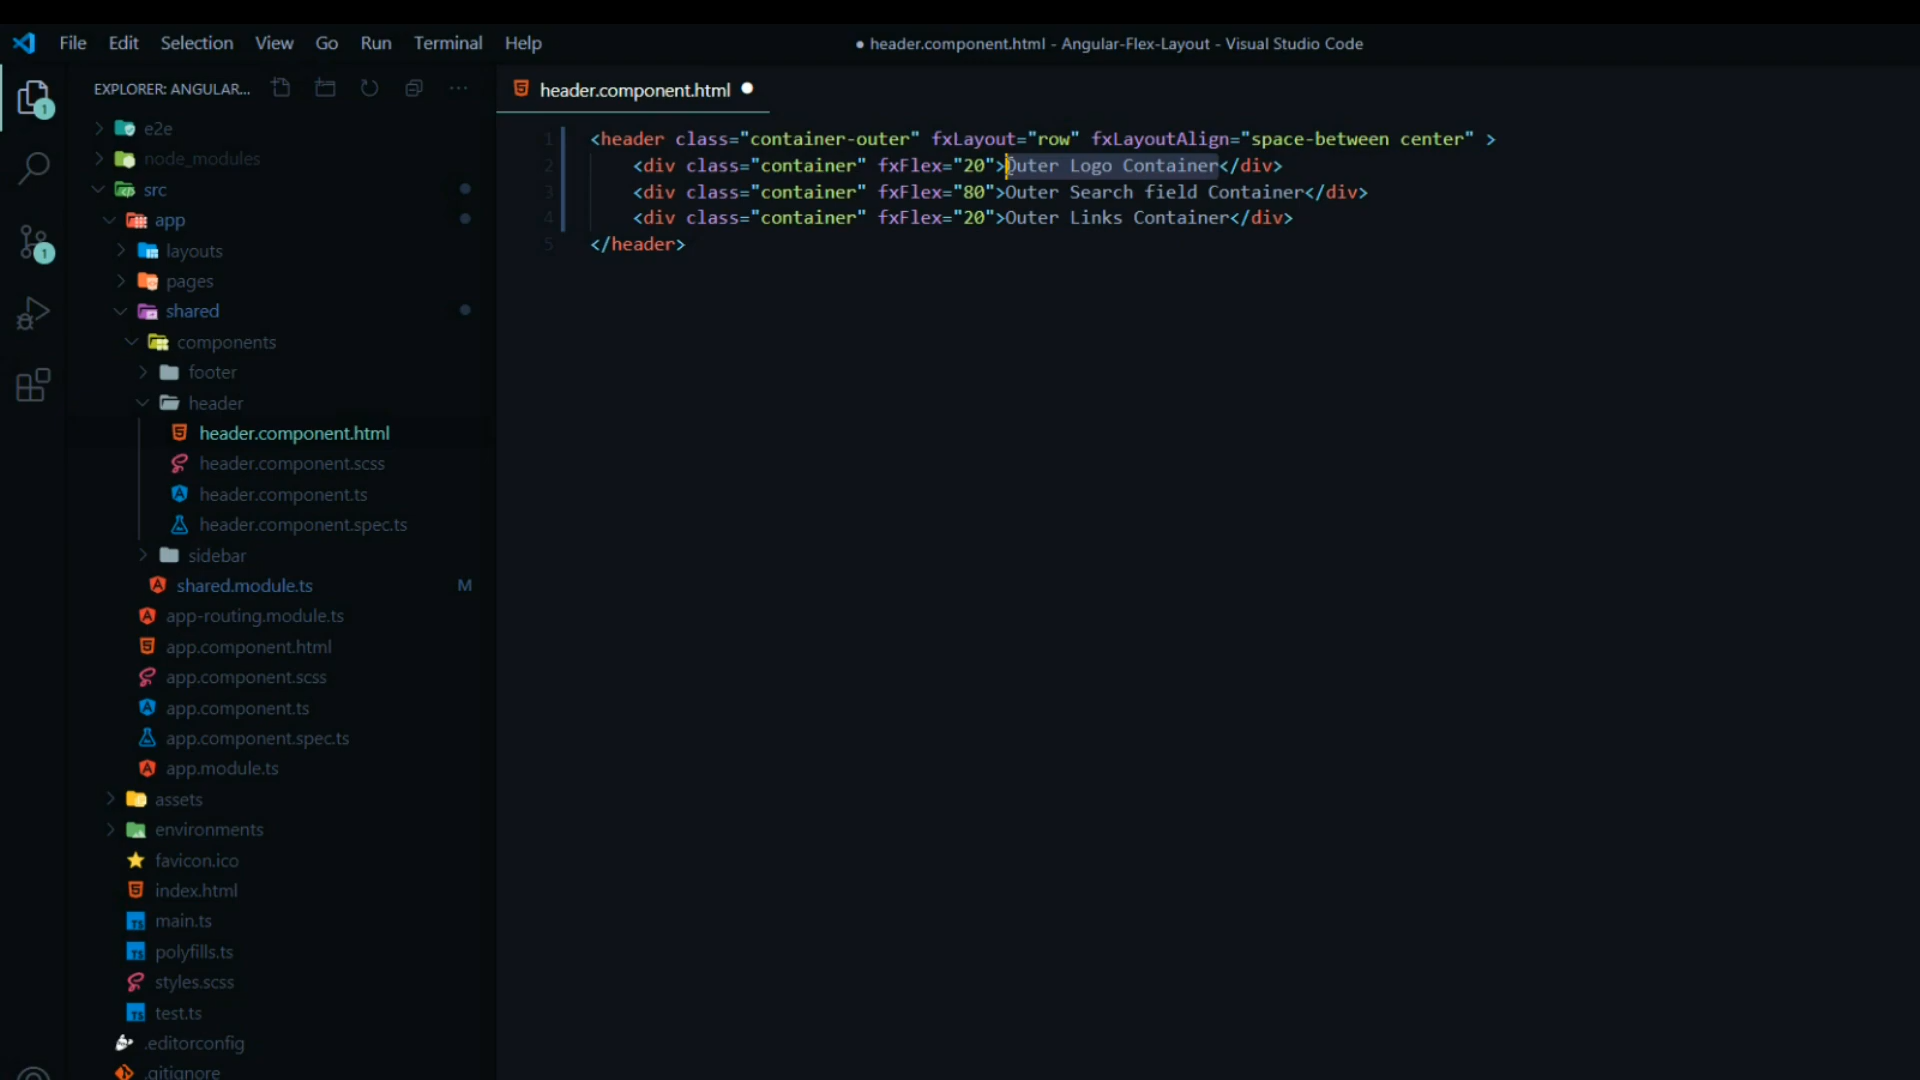 File Edit Selection View Go Run Terminal Help
● header.component.html - Angular-Flex-Layout - Visual Studio Code
EXPLORER: ANGULAR... ···
header.component.html ●
1
1
e2e
node_modules
src
app
layouts
pages
shared
components
footer
header
header.component.html
header.component.scss
header.component.ts
header.component.spec.ts
sidebar
shared.module.ts M
app-routing.module.ts
app.component.html
app.component.scss
app.component.ts
app.component.spec.ts
app.module.ts
assets
environments
favicon.ico
index.html
main.ts
polyfills.ts
styles.scss
test.ts
.editorconfig
.gitignore
1 <header class="container-outer" fxLayout="row" fxLayoutAlign="space-between center" >
2 <div class="container" fxFlex="20">Outer Logo Container</div>
3 <div class="container" fxFlex="80">Outer Search field Container</div>
4 <div class="container" fxFlex="20">Outer Links Container</div>
5 </header>